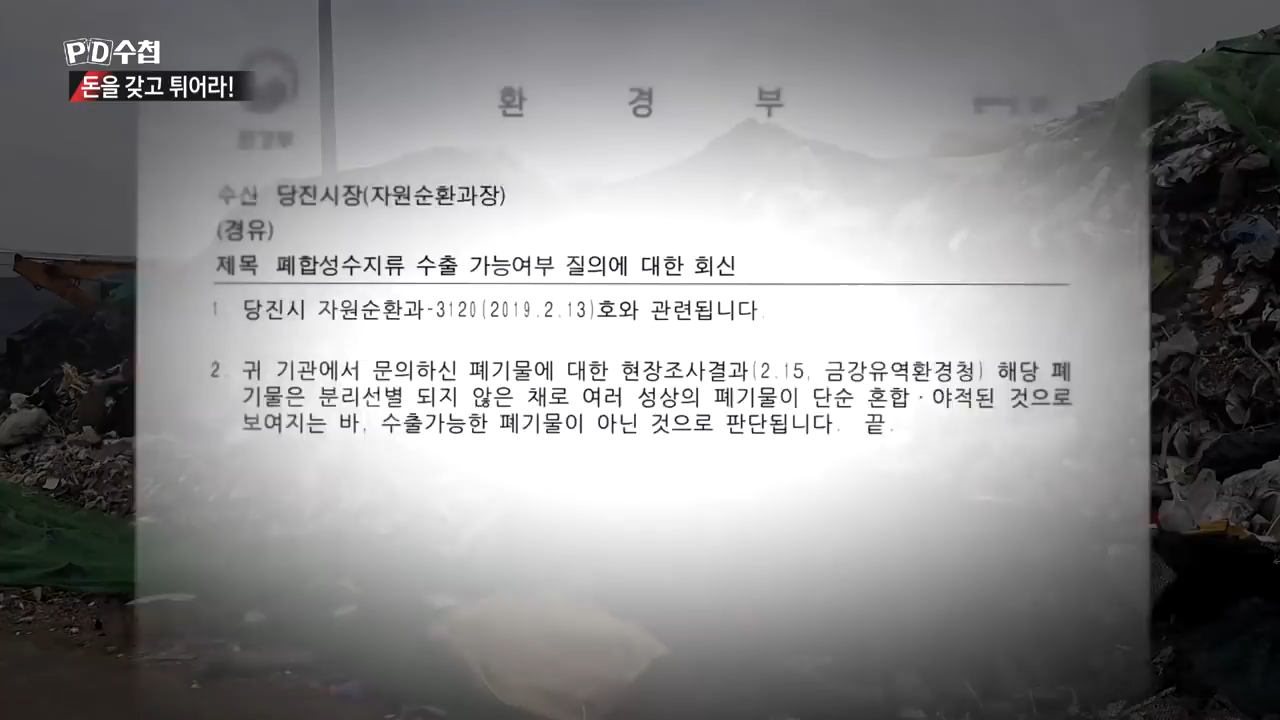 PD수첩
돈을 갖고 튀어라!
환 경 부
환경부
수신 당진시장(자원순환과장)
(경유)
제목 폐합성수지류 수출 가능여부 질의에 대한 회신
1. 당진시 자원순환과-3120(2019.2.13)호와 관련됩니다.
2. 귀 기관에서 문의하신 폐기물에 대한 현장조사결과(2.15, 금강유역환경청) 해당 폐
기물은 분리선별 되지 않은 채로 여러 성상의 폐기물이 단순 혼합·야적된 것으로
보여지는 바, 수출가능한 폐기물이 아닌 것으로 판단됩니다. 끝.